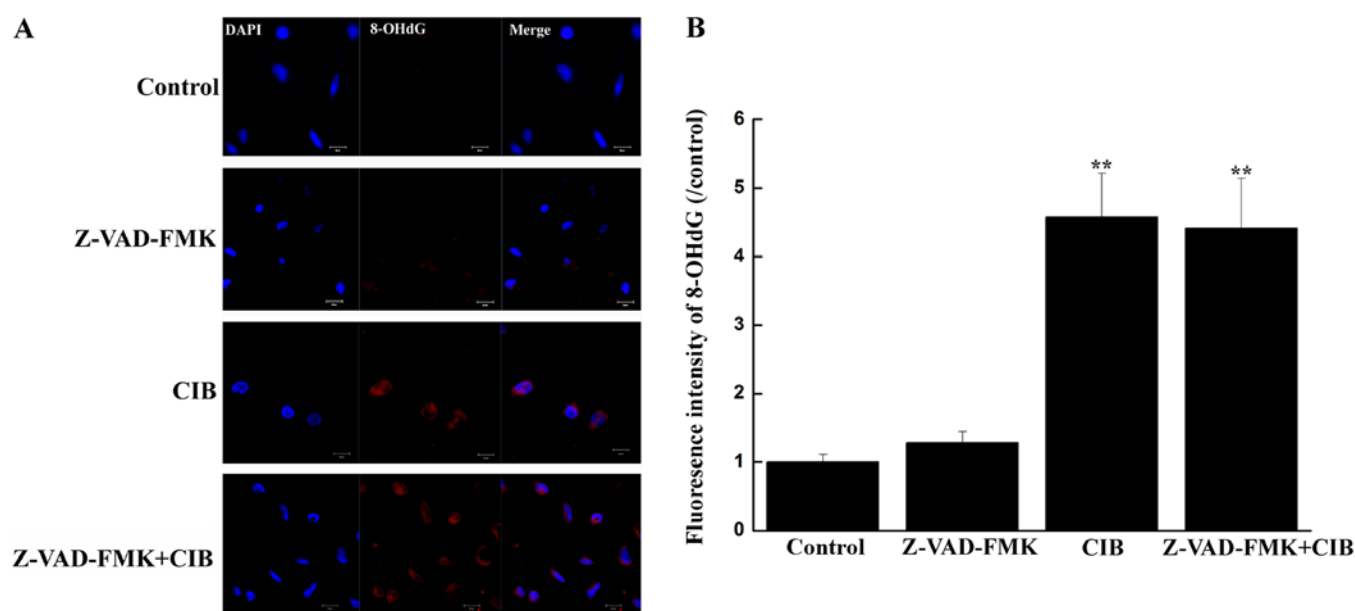 A
DAPI 8-OHdG Merge
Control
Z-VAD-FMK
CIB
Z-VAD-FMK+CIB
B
Fluoresence intensity of 8-OHdG (/control)
6
5
4
3
2
1
0
**
**
Control Z-VAD-FMK CIB Z-VAD-FMK+CIB